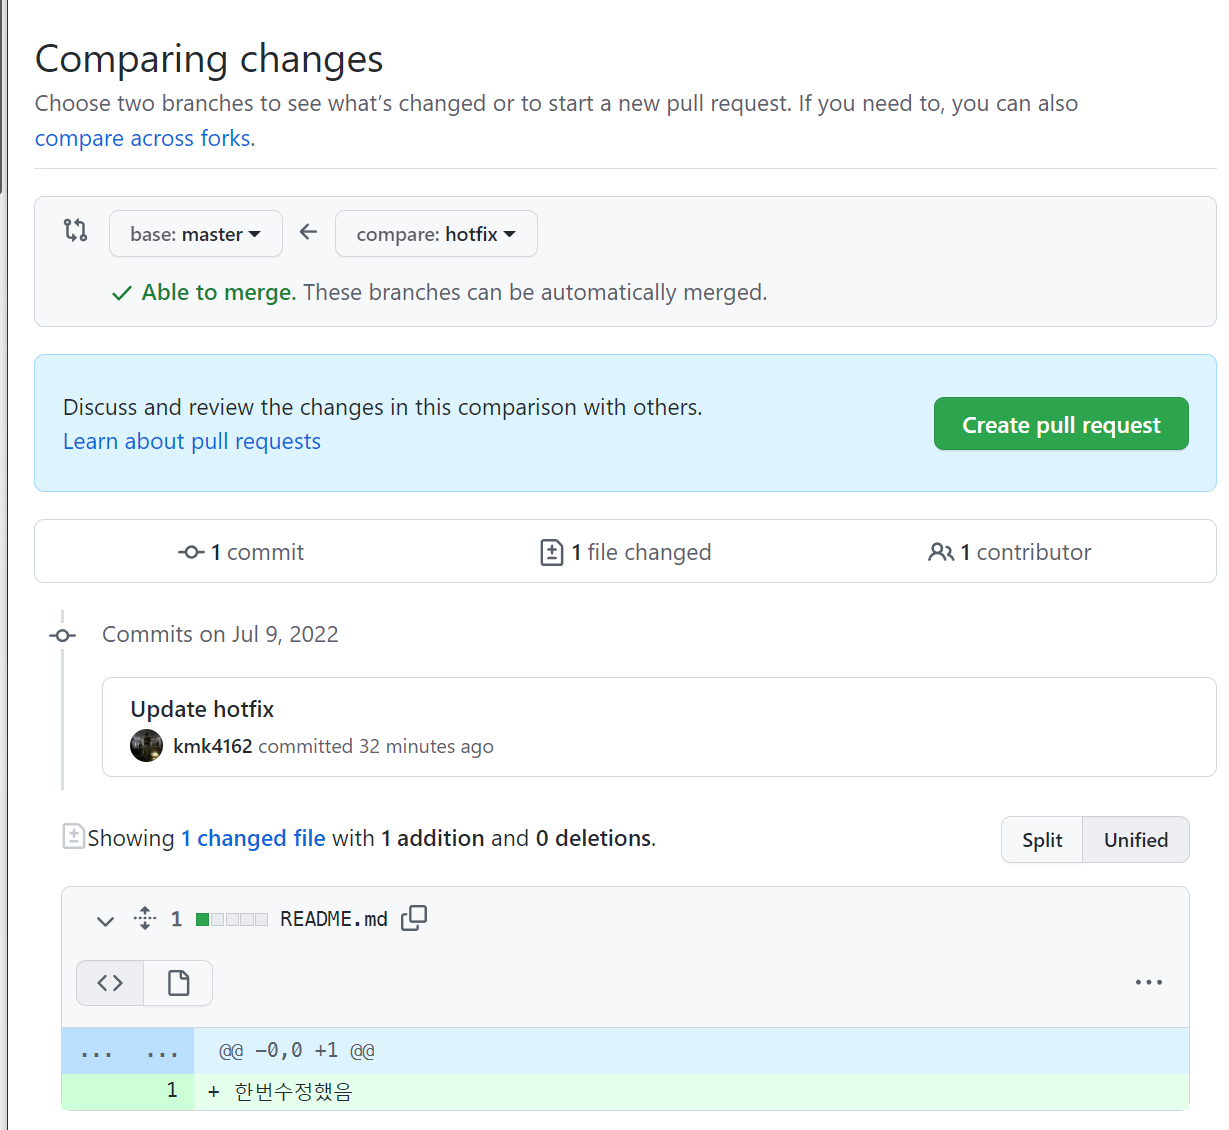 Comparing changes
Choose two branches to see what's changed or to start a new pull request. If you need to, you can also
compare across forks.
base: master compare: hotfix
Able to merge. These branches can be automatically merged.
Discuss and review the changes in this comparison with others.
Learn about pull requests
Create pull request
1 commit 1 file changed 1 contributor
Commits on Jul 9, 2022
Update hotfix
kmk4162 committed 32 minutes ago
Showing 1 changed file with 1 addition and 0 deletions.
Split Unified
1 README.md
... ... @@ -0,0 +1 @@
1 + 한번수정했음